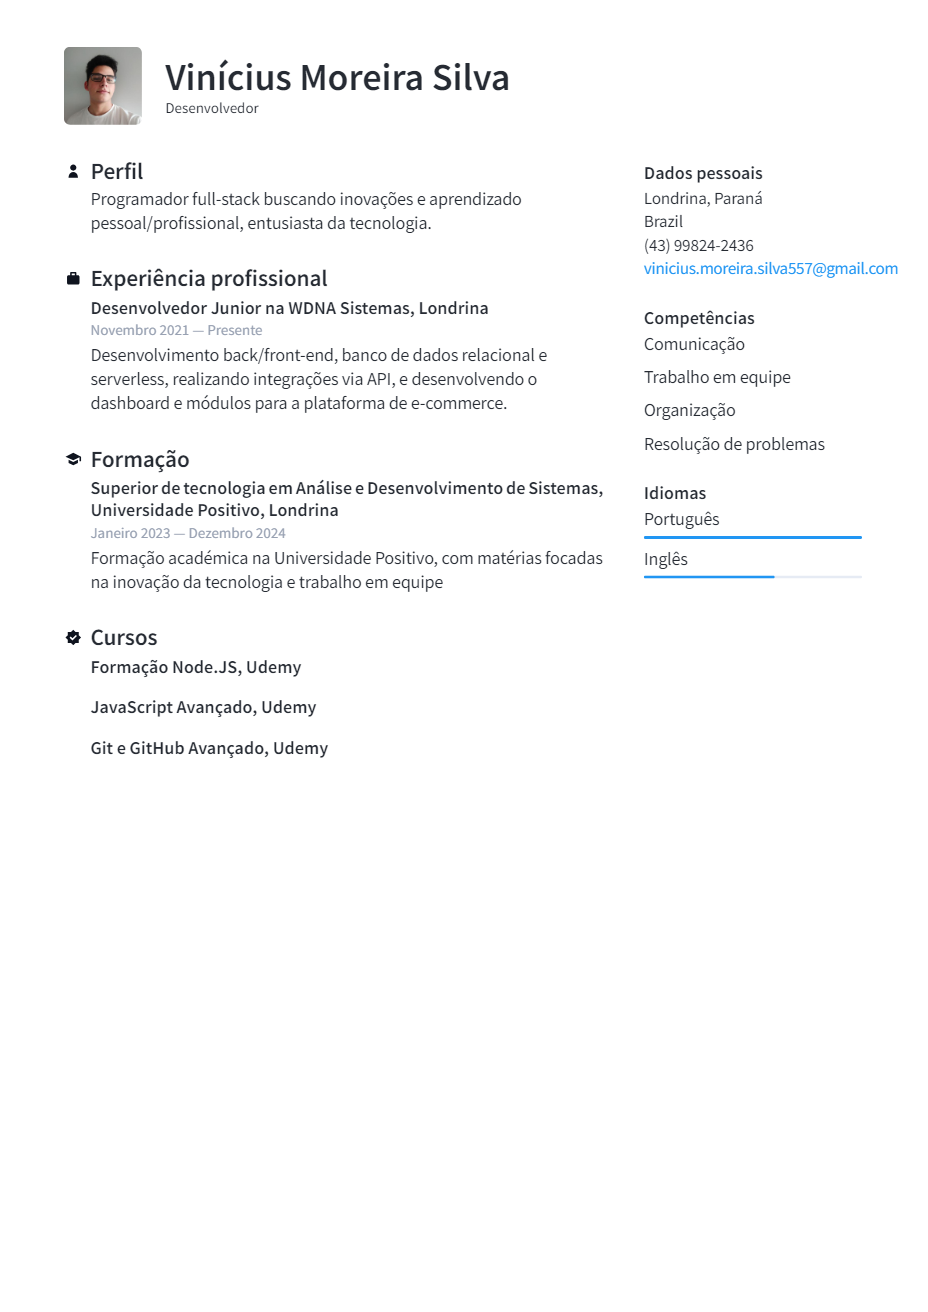 Vinícius Moreira Silva
Desenvolvedor
Perfil
Programador full-stack buscando inovações e aprendizado
pessoal/profissional, entusiasta da tecnologia.
Experiência profissional
Desenvolvedor Junior na WDNA Sistemas, Londrina
Novembro 2021 — Presente
Desenvolvimento back/front-end, banco de dados relacional e
serverless, realizando integrações via API, e desenvolvendo o
dashboard e módulos para a plataforma de e-commerce.
Formação
Superior de tecnologia em Análise e Desenvolvimento de Sistemas,
Universidade Positivo, Londrina
Janeiro 2023 — Dezembro 2024
Formação académica na Universidade Positivo, com matérias focadas
na inovação da tecnologia e trabalho em equipe
Cursos
Formação Node.JS, Udemy
JavaScript Avançado, Udemy
Git e GitHub Avançado, Udemy
Dados pessoais
Londrina, Paraná
Brazil
(43) 99824-2436
vinicius.moreira.silva557@gmail.com
Competências
Comunicação
Trabalho em equipe
Organização
Resolução de problemas
Idiomas
Português
Inglês